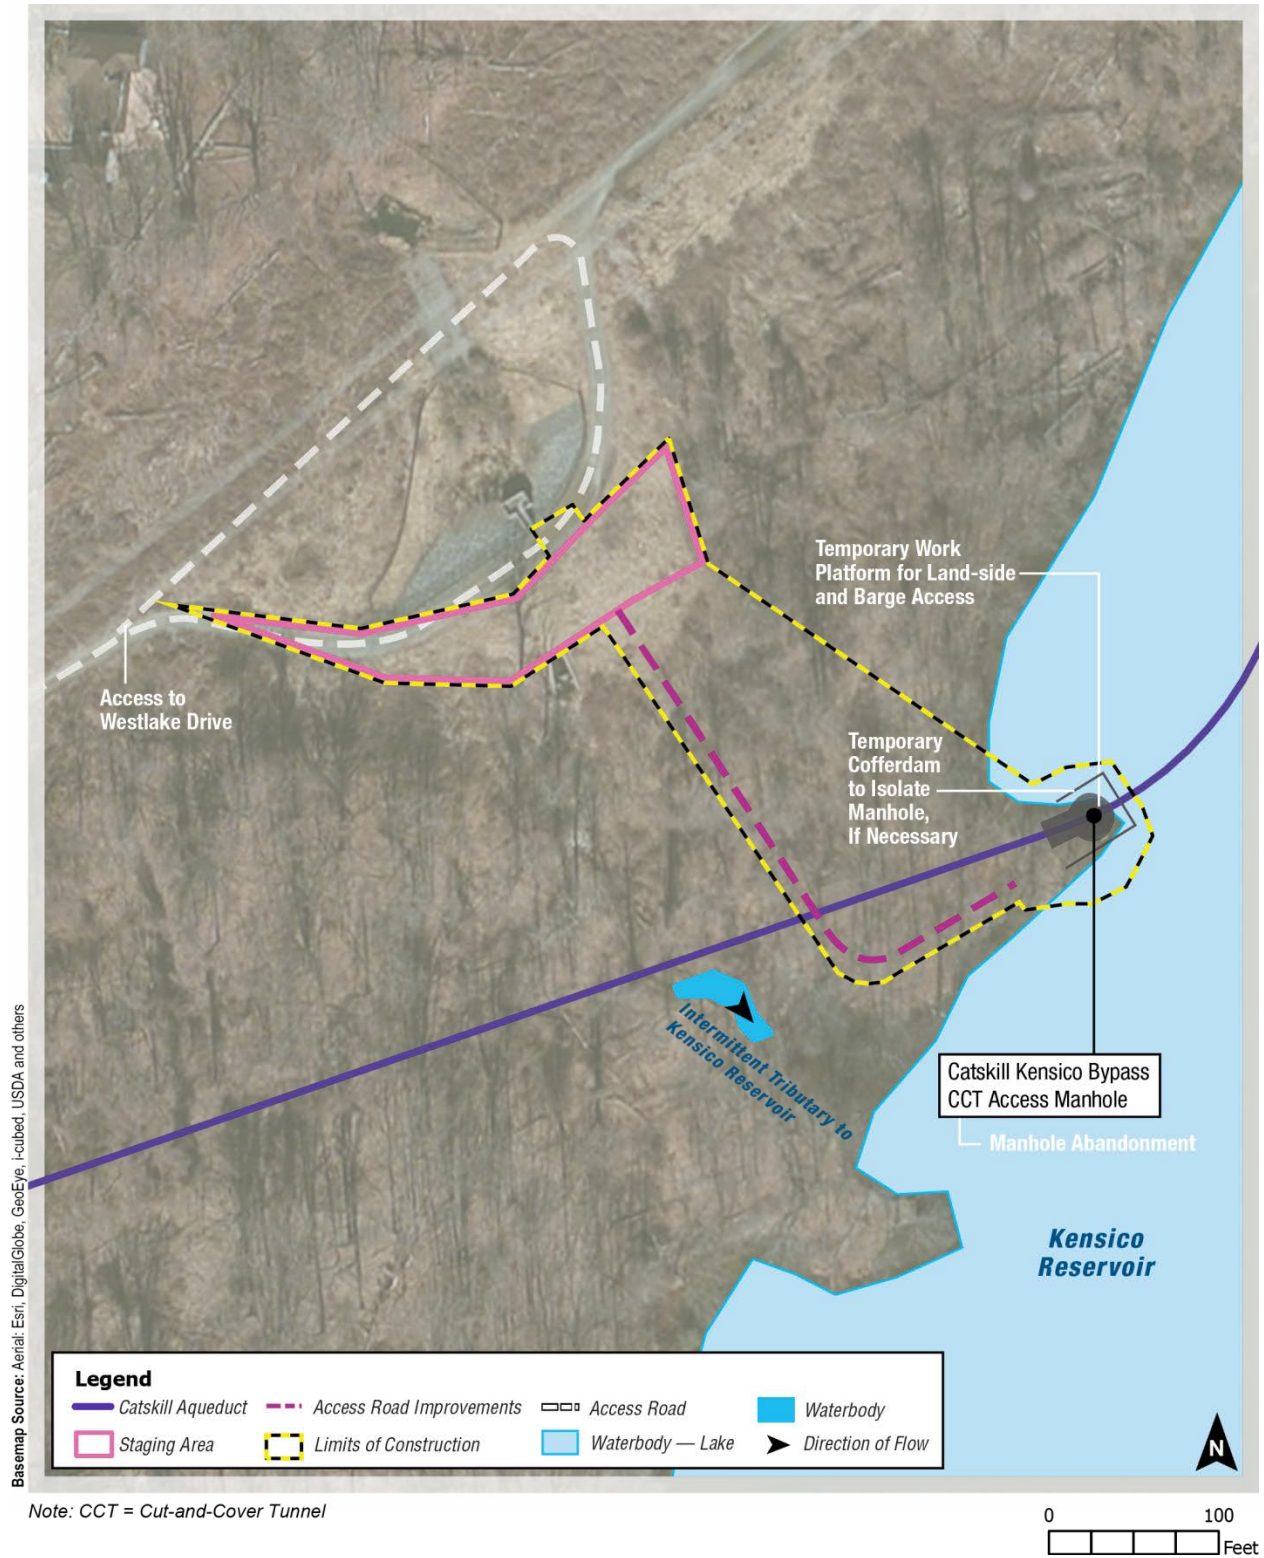 Temporary Work
Platform for Land-side
and Barge Access
Access to
Westlake Drive
Temporary
Cofferdam
to Isolate
Manhole,
If Necessary
Intermittent Tributary to
Kensico Reservoir
Catskill Kensico Bypass
CCT Access Manhole
Manhole Abandonment
Kensico
Reservoir
Basemap Source: Aerial: Esri, DigitalGlobe, GeoEye, i-cubed, USDA and others
Legend
Catskill Aqueduct
Access Road Improvements
Access Road
Waterbody
Staging Area
Limits of Construction
Waterbody — Lake
Direction of Flow
N
Note: CCT = Cut-and-Cover Tunnel
0 100
Feet